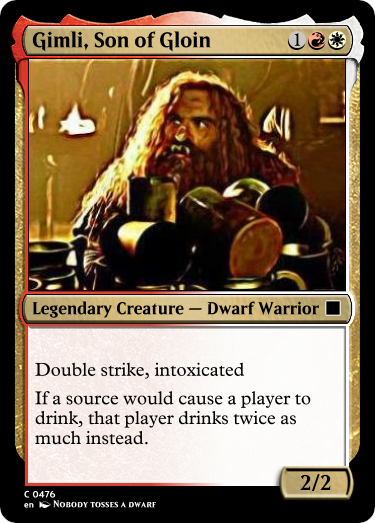 Gimli, Son of Gloin 1
Legendary Creature — Dwarf Warrior
Double strike, intoxicated
If a source would cause a player to
drink, that player drinks twice as
much instead.
2/2
C 0476
en NOBODY TOSSES A DWARF